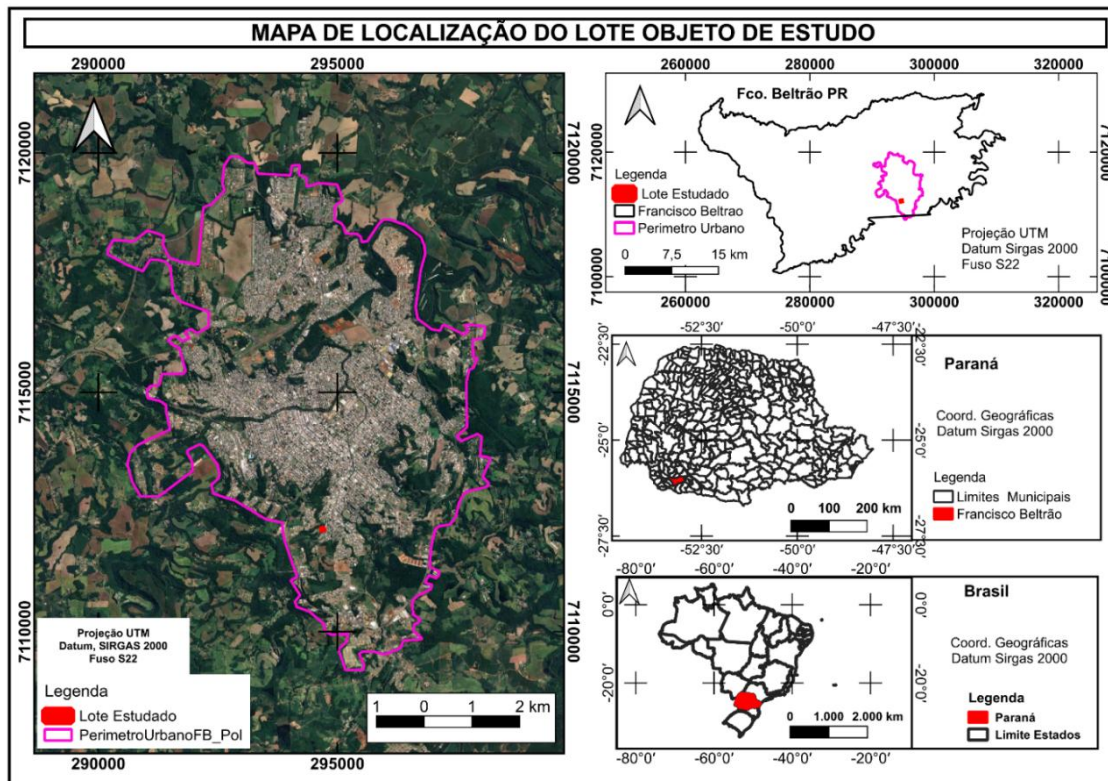 MAPA DE LOCALIZAÇÃO DO LOTE OBJETO DE ESTUDO
290000
295000
7120000
7120000
7115000
7115000
7110000
7110000
Projeção UTM
Datum, SIRGAS 2000
Fuso S22
Legenda
Lote Estudado
PerimetroUrbanoFB_Pol
1 0 1 2 km
290000
295000
260000
280000
300000
320000
Fco. Beltrão PR
7120000
7120000
Legenda
Lote Estudado
Francisco Beltrao
Perimetro Urbano
0 7,5 15 km
Projeção UTM
Datum Sirgas 2000
Fuso S22
7100000
7100000
260000
280000
300000
320000
-52°30'
-50°0'
-47°30'
-22°30'
-22°30'
Paraná
-25°0'
-25°0'
Coord. Geográficas
Datum Sirgas 2000
Legenda
Limites Municipais
Francisco Beltrão
0 100 200 km
-27°30'
-27°30'
-52°30'
-50°0'
-47°30'
-80°0'
-60°0'
-40°0'
-20°0'
0°0'
0°0'
Brasil
Coord. Geográficas
Datum Sirgas 2000
-20°0'
-20°0'
Legenda
Paraná
Limite Estados
0 1.000 2.000 km
-80°0'
-60°0'
-40°0'
-20°0'